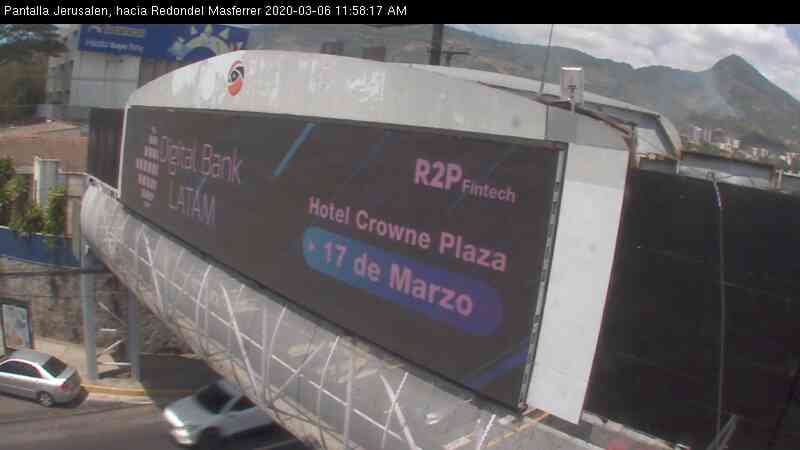 Pantalla Jerusalen, hacia Redondel Masferrer 2020-03-06 11:58:17 AM
Digital Bank
LATAM
R2P Fintech
Hotel Crowne Plaza
17 de Marzo